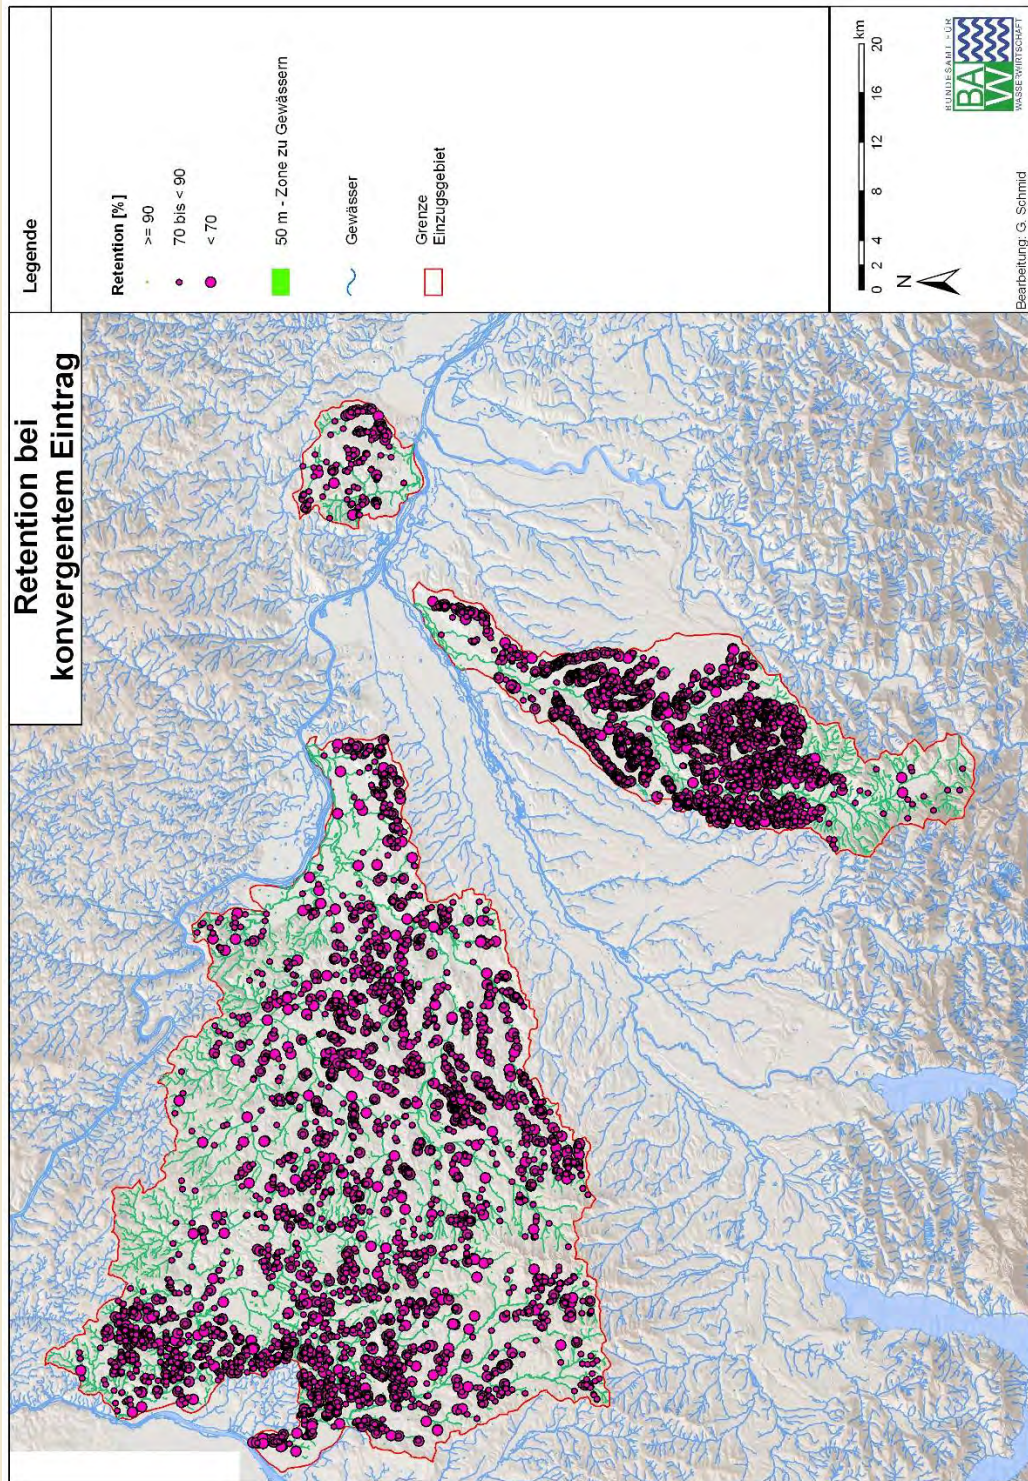 Retention bei
konvergentem Eintrag
Legende
Retention [%]
>= 90
70 bis < 90
< 70
50 m - Zone zu Gewässern
Gewässer
Grenze
Einzugsgebiet
0 2 4 8 12 16 20
km
N
BUNDESAMT FÜR
BAW
WASSERWIRTSCHAFT
Bearbeitung: G. Schmid